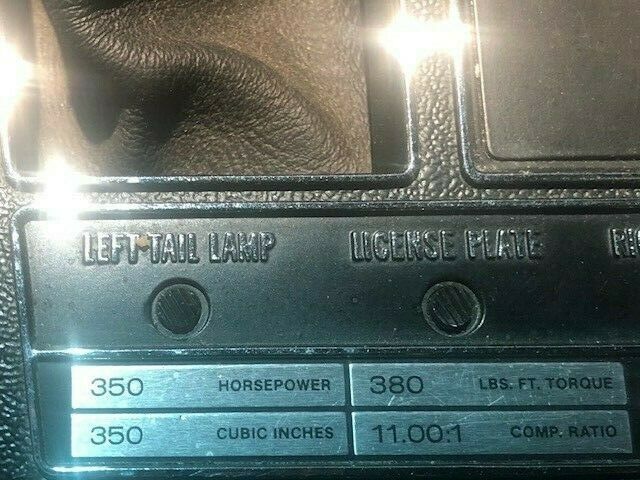 LEFT TAIL LAMP LICENSE PLATE
350 HORSEPOWER 380 LBS. FT. TORQUE
350 CUBIC INCHES 11.00:1 COMP. RATIO